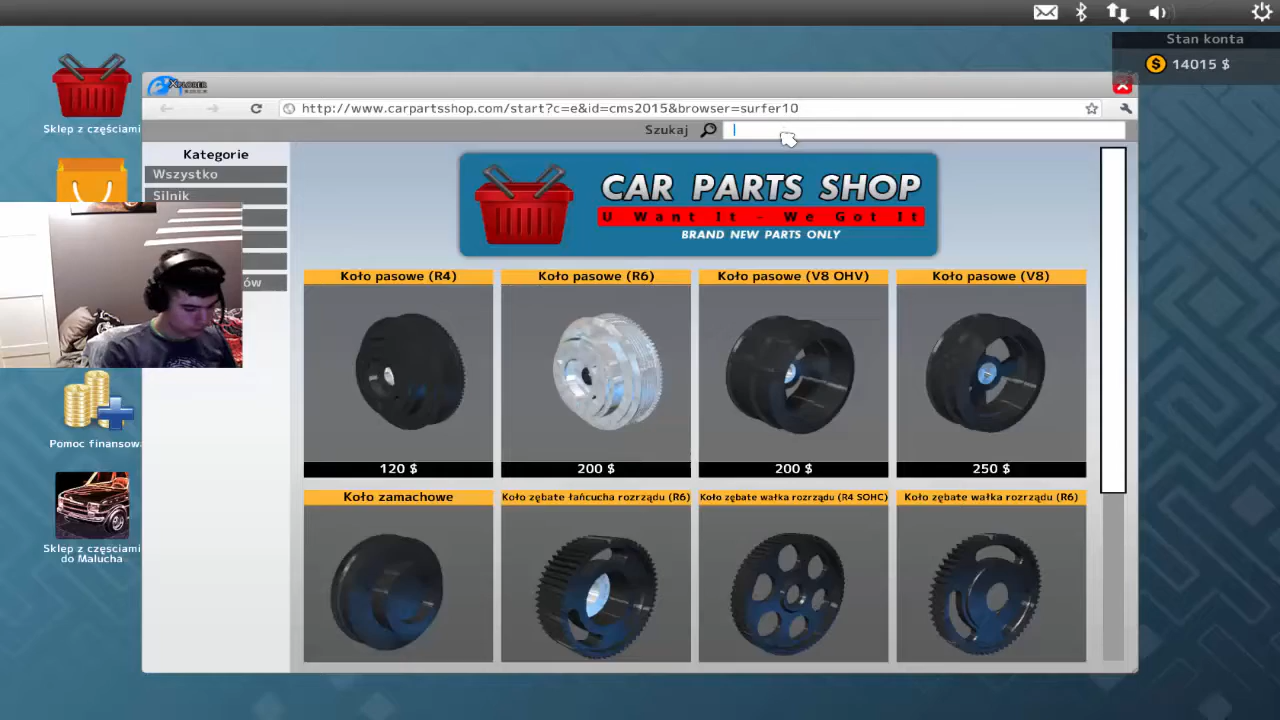 Stan konta
14015 $
Sklep z częściami
XPLORER
http://www.carpartsshop.com/start?c=e&id=cms2015&browser=surfer10
Szukaj
Kategorie
Wszystko
Silnik
ów
CAR PARTS SHOP
U Want It - We Got It
BRAND NEW PARTS ONLY
Koło pasowe (R4)
Koło pasowe (R6)
Koło pasowe (V8 OHV)
Koło pasowe (V8)
120 $
200 $
200 $
250 $
Pomoc finansowa
Koło zamachowe
Koło zębate łańcucha rozrządu (R6)
Koło zębate wałka rozrządu (R4 SOHC)
Koło zębate wałka rozrządu (R6)
Sklep z częsciami
do Malucha